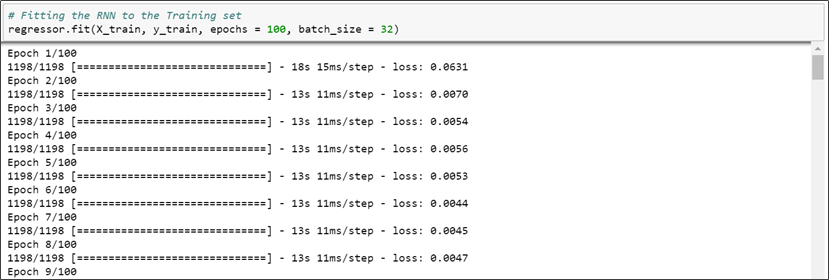 # Fitting the RNN to the Training set
regressor.fit(X_train, y_train, epochs = 100, batch_size = 32)
Epoch 1/100
1198/1198 [==============================] - 18s 15ms/step - loss: 0.0631
Epoch 2/100
1198/1198 [==============================] - 13s 11ms/step - loss: 0.0070
Epoch 3/100
1198/1198 [==============================] - 13s 11ms/step - loss: 0.0054
Epoch 4/100
1198/1198 [==============================] - 13s 11ms/step - loss: 0.0056
Epoch 5/100
1198/1198 [==============================] - 13s 11ms/step - loss: 0.0053
Epoch 6/100
1198/1198 [==============================] - 13s 11ms/step - loss: 0.0044
Epoch 7/100
1198/1198 [==============================] - 13s 11ms/step - loss: 0.0045
Epoch 8/100
1198/1198 [==============================] - 13s 11ms/step - loss: 0.0047
Epoch 9/100